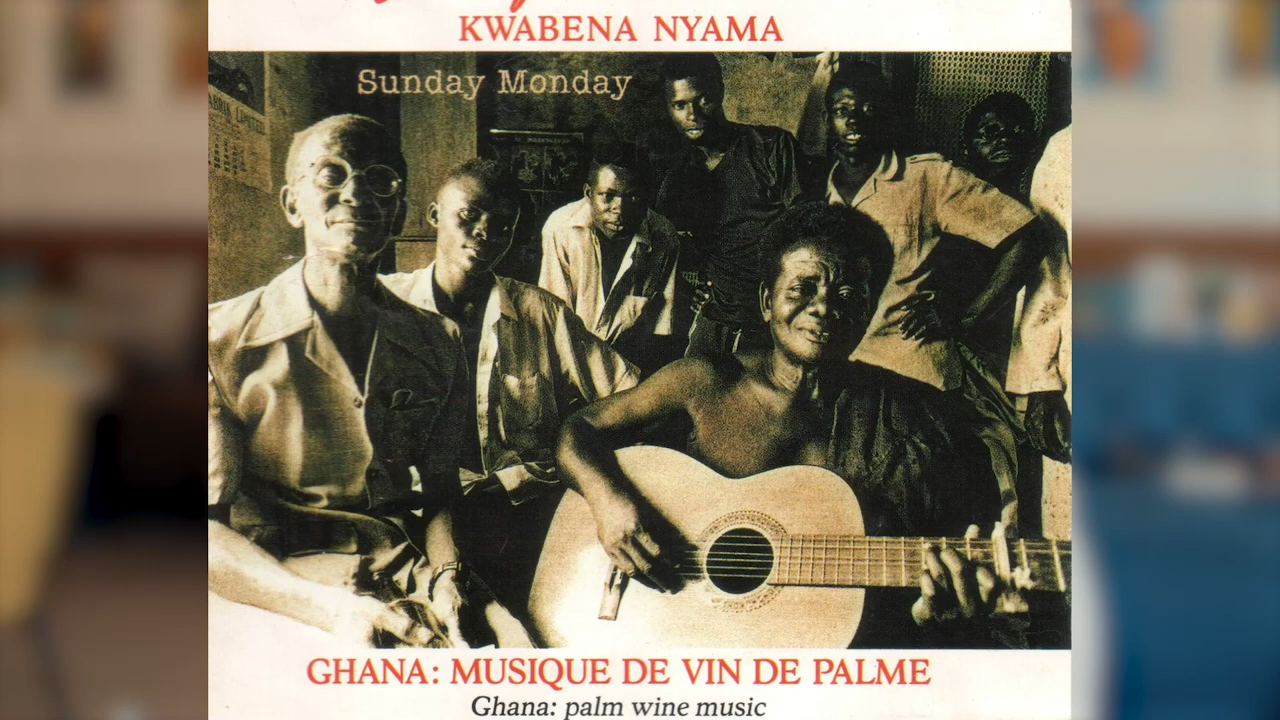 KWABENA NYAMA
Sunday Monday
GHANA: MUSIQUE DE VIN DE PALME
Ghana: palm wine music